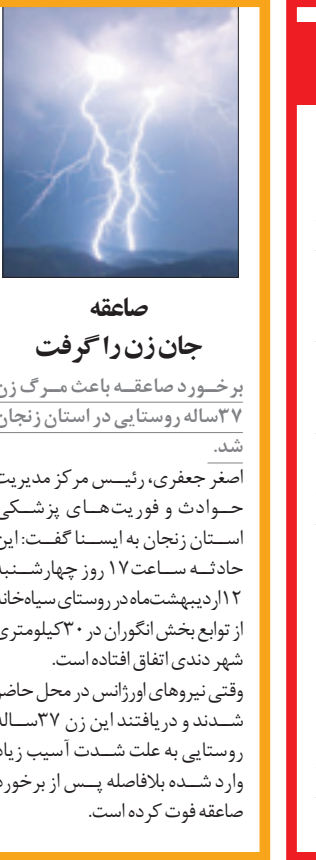 صاعقه
جان زن را گرفت
برخورد صاعقه باعث مرگ زن
۳۷ساله روستایی در استان زنجان
شد.
اصغر جعفری، رئیس مرکز مدیریت
حوادث و فوریت‌های پزشکی
استان زنجان به ایسنا گفت: این
حادثه ساعت۱۷ روز چهارشنبه
۱۲اردیبهشت‌ماه در روستای سیاه‌خانه
از توابع بخش انگوران در ۳۰کیلومتری
شهر دندی اتفاق افتاده است.
وقتی نیروهای اورژانس در محل حاضر
شدند و دریافتند این زن ۳۷ساله
روستایی به علت شدت آسیب زیاد
وارد شده بلافاصله پس از برخورد
صاعقه فوت کرده است.